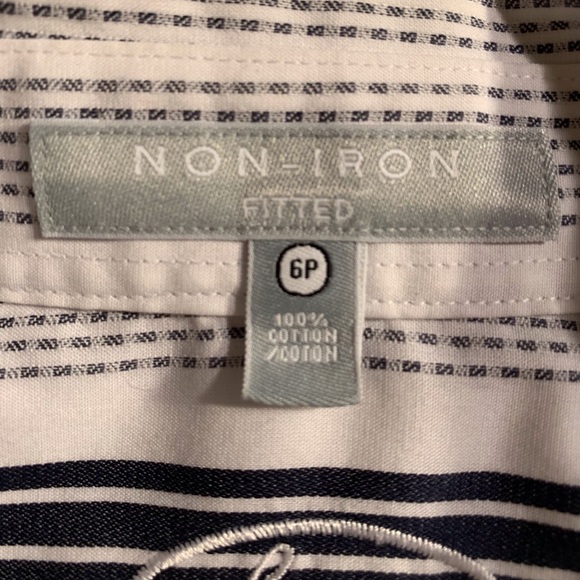 NON-IRON
FITTED
6P
100%
COTTON
/COTON